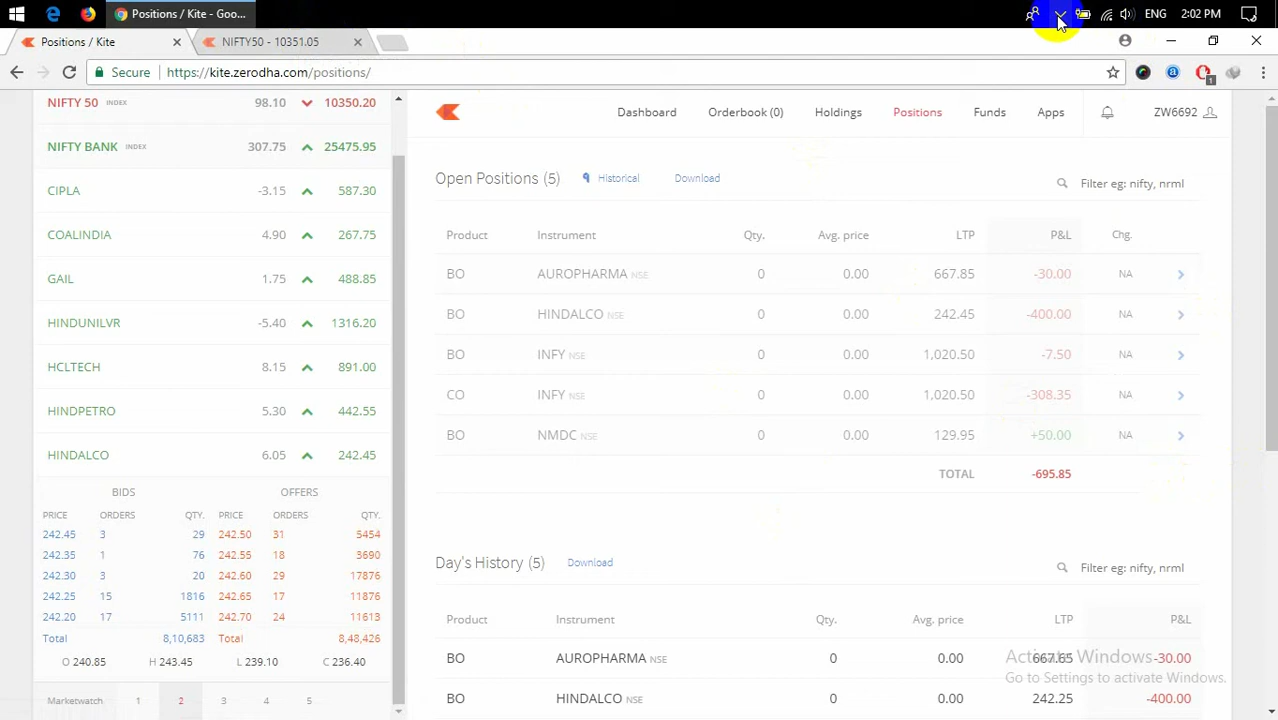 Positions / Kite - Goo...
ENG 2:02 PM
Positions / Kite
NIFTY50 - 10351.05
Secure https://kite.zerodha.com/positions/
1
NIFTY 50 INDEX 98.10 10350.20
NIFTY BANK INDEX 307.75 25475.95
CIPLA -3.15 587.30
COALINDIA 4.90 267.75
GAIL 1.75 488.85
HINDUNILVR -5.40 1316.20
HCLTECH 8.15 891.00
HINDPETRO 5.30 442.55
HINDALCO 6.05 242.45
BIDS OFFERS
PRICE ORDERS QTY. PRICE ORDERS QTY.
242.45 3 29 242.50 31 5454
242.35 1 76 242.55 18 3690
242.30 3 20 242.60 29 17876
242.25 15 1816 242.65 17 11876
242.20 17 5111 242.70 24 11613
Total 8,10,683 Total 8,48,426
O 240.85 H 243.45 L 239.10 C 236.40
Marketwatch 1 2 3 4 5
Dashboard Orderbook (0) Holdings Positions Funds Apps ZW6692
Open Positions (5) Historical Download Filter eg: nifty, nrml
Product Instrument Qty. Avg. price LTP P&L Chg.
BO AUROPHARMA NSE 0 0.00 667.85 -30.00 NA
BO HINDALCO NSE 0 0.00 242.45 -400.00 NA
BO INFY NSE 0 0.00 1,020.50 -7.50 NA
CO INFY NSE 0 0.00 1,020.50 -308.35 NA
BO NMDC NSE 0 0.00 129.95 +50.00 NA
TOTAL -695.85
Day's History (5) Download Filter eg: nifty, nrml
Product Instrument Qty. Avg. price LTP P&L
BO AUROPHARMA NSE 0 0.00 667.65 -30.00
BO HINDALCO NSE 0 0.00 242.25 -400.00
Activate Windows
Go to Settings to activate Windows.